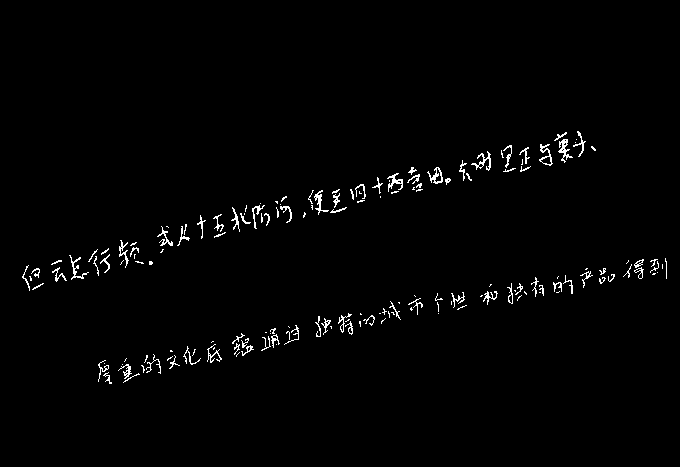 但云点行频。或从十五北防河,便至四十西营田。去时里正与裹头、
厚重的文化底蕴通过独特的城市个性和独有的产品得到